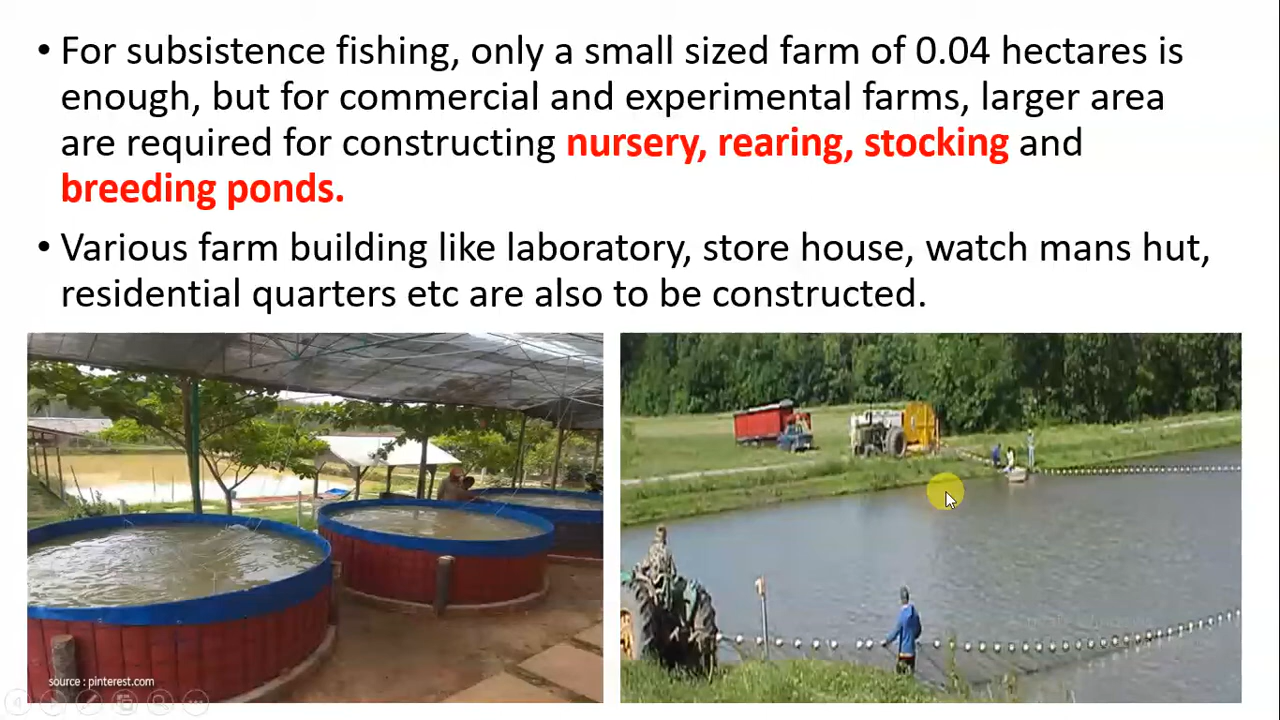 • For subsistence fishing, only a small sized farm of 0.04 hectares is
enough, but for commercial and experimental farms, larger area
are required for constructing nursery, rearing, stocking and
breeding ponds.
• Various farm building like laboratory, store house, watch mans hut,
residential quarters etc are also to be constructed.
source : pinterest.com